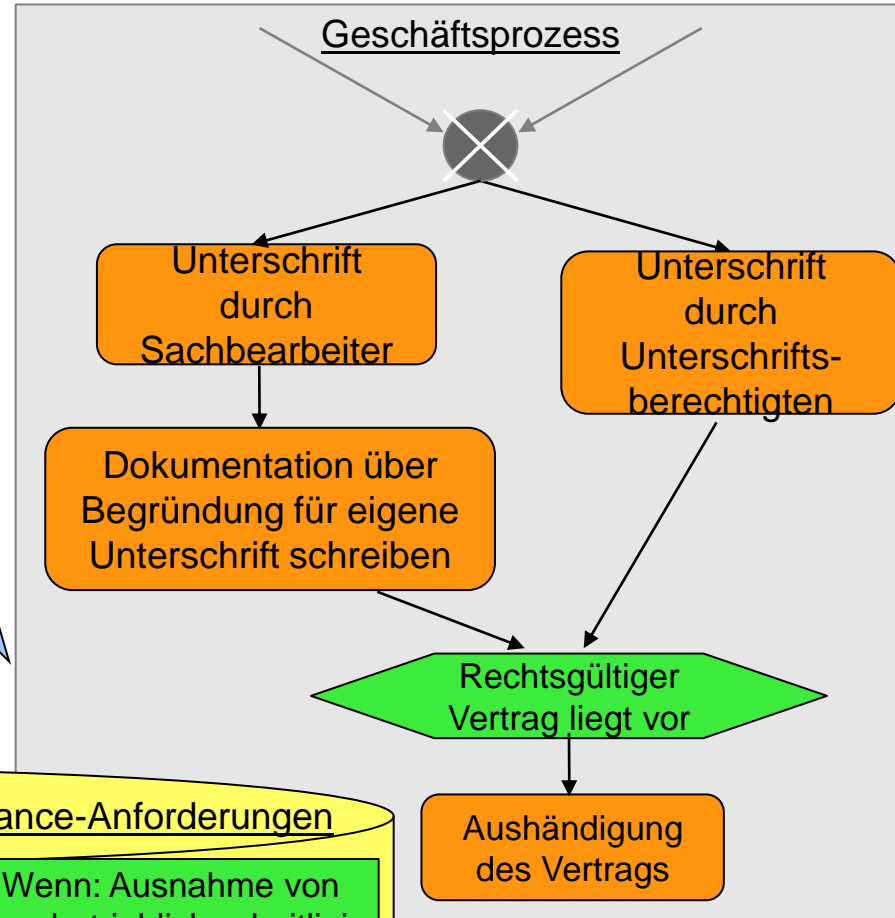 Geschäftsprozess
Unterschrift
durch
Sachbearbeiter
Unterschrift
durch
Unterschrifts-
berechtigten
Dokumentation über
Begründung für eigene
Unterschrift schreiben
Rechtsgültiger
Vertrag liegt vor
Aushändigung
des Vertrags
ance-Anforderungen
Wenn: Ausnahme von